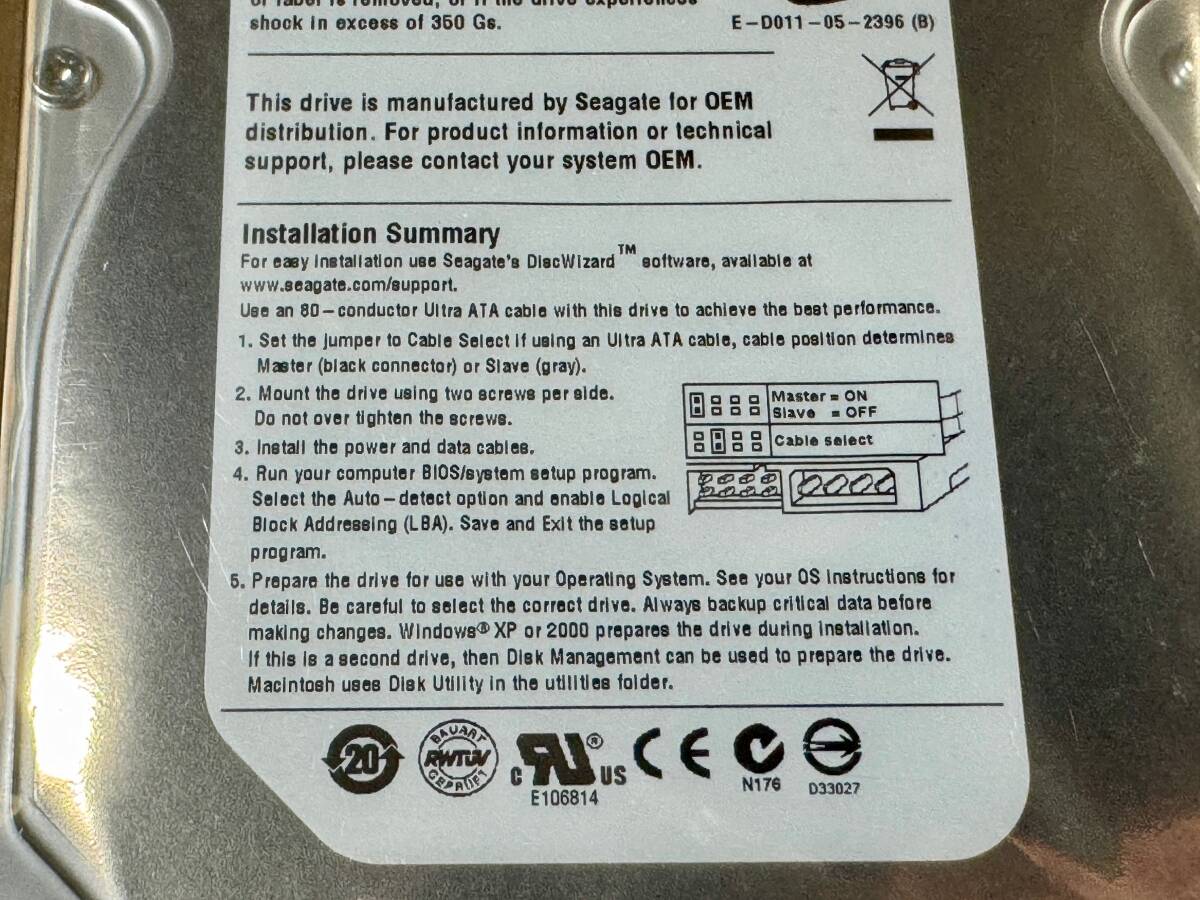 or label is removed, or if the drive experiences
shock in excess of 350 Gs.
E-D011-05-2396 (B)
This drive is manufactured by Seagate for OEM
distribution. For product information or technical
support, please contact your system OEM.
Installation Summary
For easy installation use Seagate's DiscWizard™ software, available at
www.seagate.com/support.
Use an 80-conductor Ultra ATA cable with this drive to achieve the best performance.
1. Set the jumper to Cable Select if using an Ultra ATA cable, cable position determines
Master (black connector) or Slave (gray).
2. Mount the drive using two screws per side.
Do not over tighten the screws.
3. Install the power and data cables.
4. Run your computer BIOS/system setup program.
Select the Auto-detect option and enable Logical
Block Addressing (LBA). Save and Exit the setup
program.
Master = ON
Slave = OFF
Cable select
5. Prepare the drive for use with your Operating System. See your OS instructions for
details. Be careful to select the correct drive. Always backup critical data before
making changes. Windows® XP or 2000 prepares the drive during installation.
If this is a second drive, then Disk Management can be used to prepare the drive.
Macintosh uses Disk Utility in the utilities folder.
20
BAUART
RWTÜV
GEPRÜFT
c RU® US
E106814
CE
N176
D33027